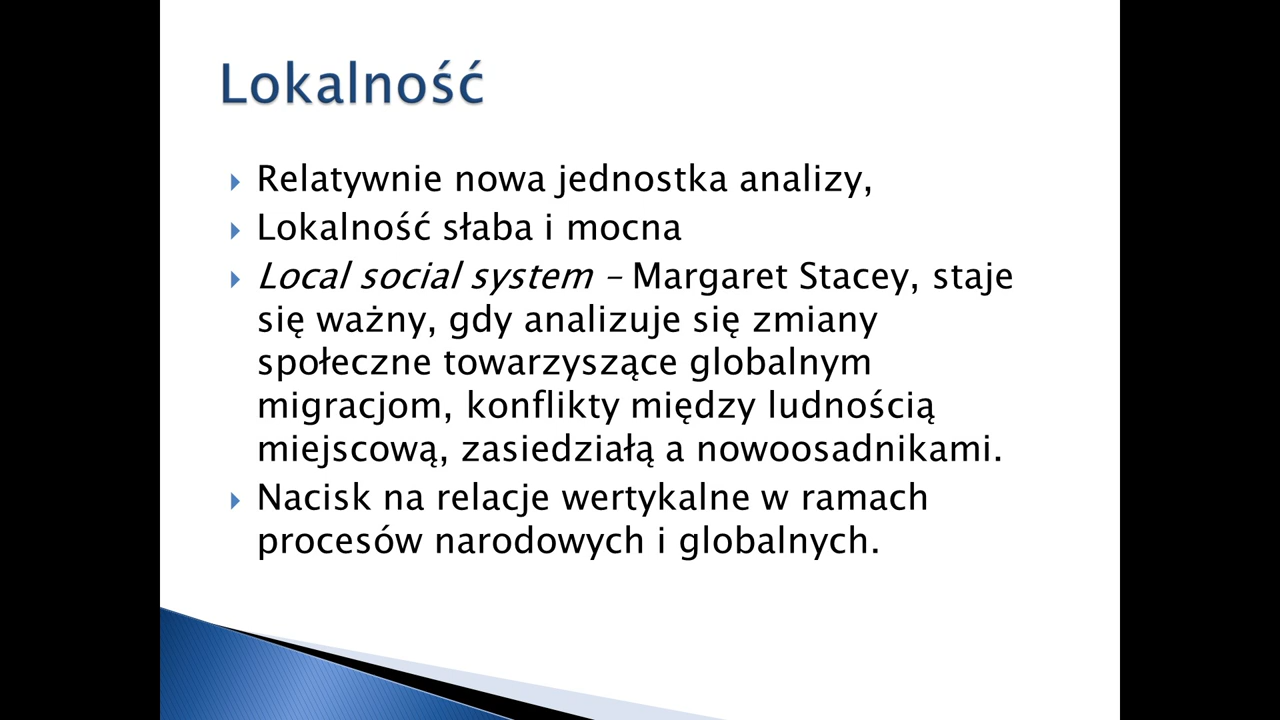 Lokalność
Relatywnie nowa jednostka analizy,
Lokalność słaba i mocna
Local social system – Margaret Stacey, staje
się ważny, gdy analizuje się zmiany
społeczne towarzyszące globalnym
migracjom, konflikty między ludnością
miejscową, zasiedziałą a nowoosadnikami.
Nacisk na relacje wertykalne w ramach
procesów narodowych i globalnych.